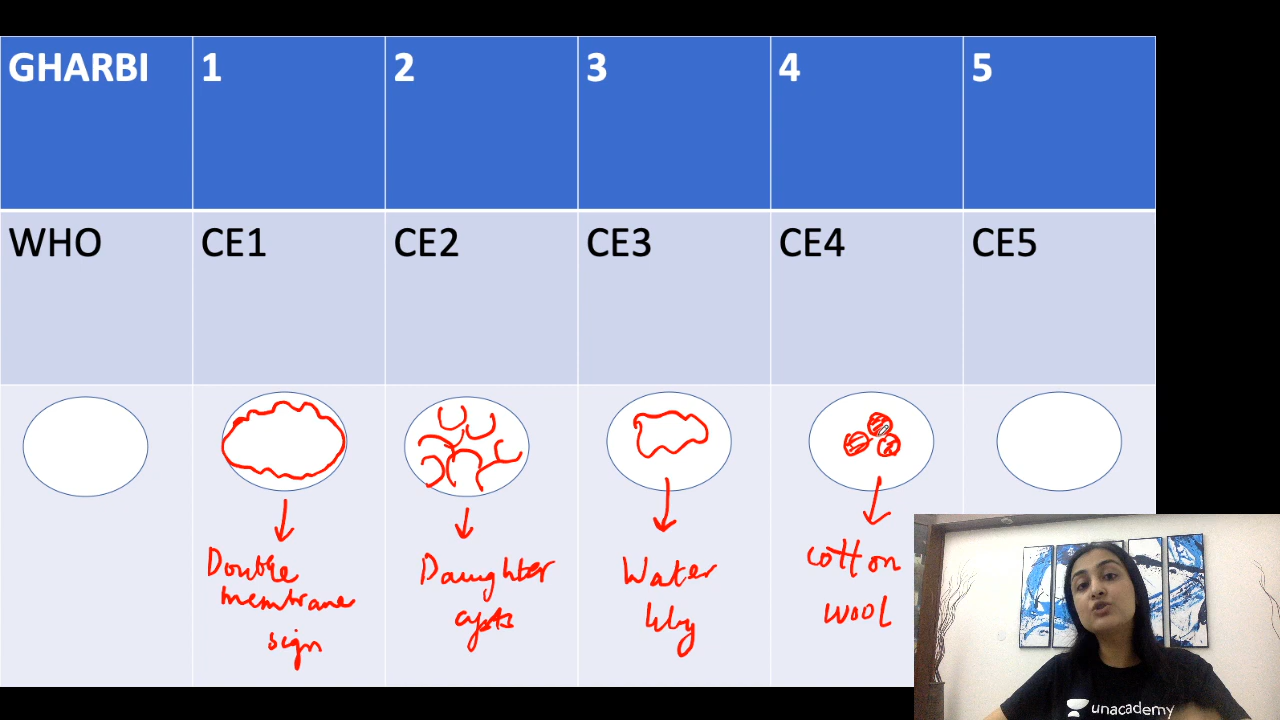 GHARBI 1 2 3 4 5
WHO CE1 CE2 CE3 CE4 CE5
Double
membrane
sign
Daughter
cysts
Water
lily
cotton
wool
unacademy